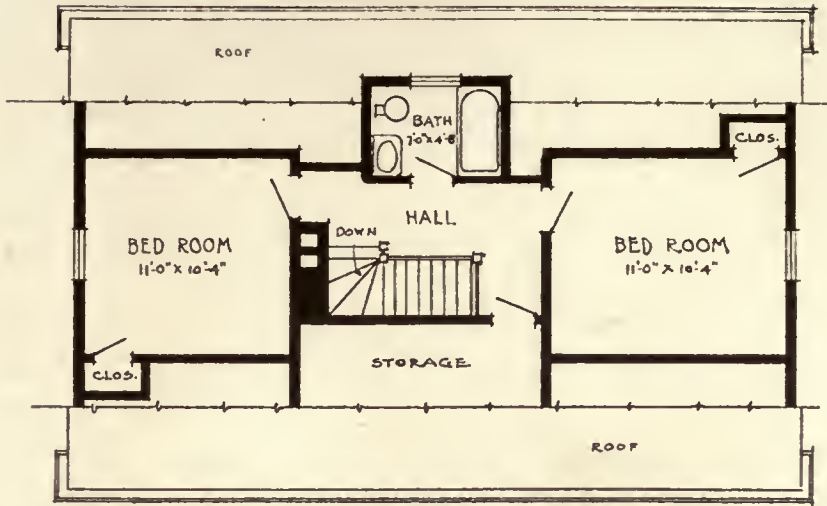 ROOF
BATH
7'-0" X 4'-8"
CLOS.
HALL
DOWN
BED ROOM
11'-0" X 10'-4"
BED ROOM
11'-0" X 10'-4"
STORAGE
CLOS.
ROOF